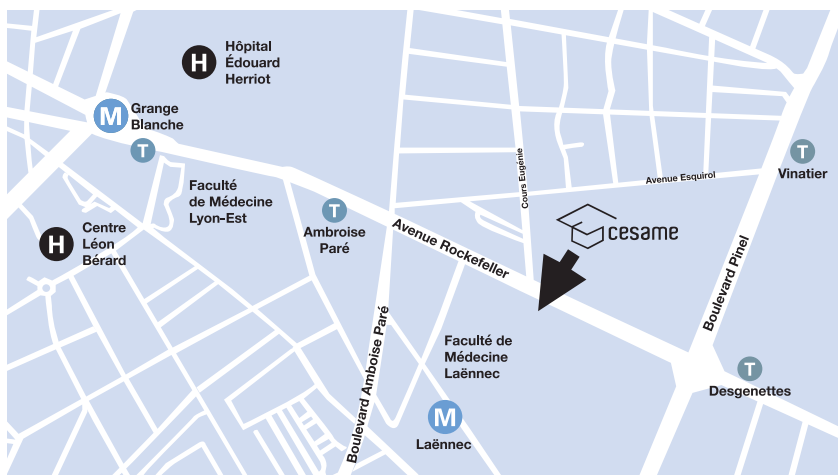 H
Hôpital
Édouard
Herriot
M
Grange
Blanche
T
Faculté
de Médecine
Lyon-Est
H
Centre
Léon
Bérard
T
Ambroise
Paré
Avenue Rockefeller
Cours Eugénie
Avenue Esquirol
T
Vinatier
cesame
Boulevard Pinel
Boulevard Amboise Paré
Faculté de
Médecine
Laënnec
M
Laënnec
T
Desgenettes